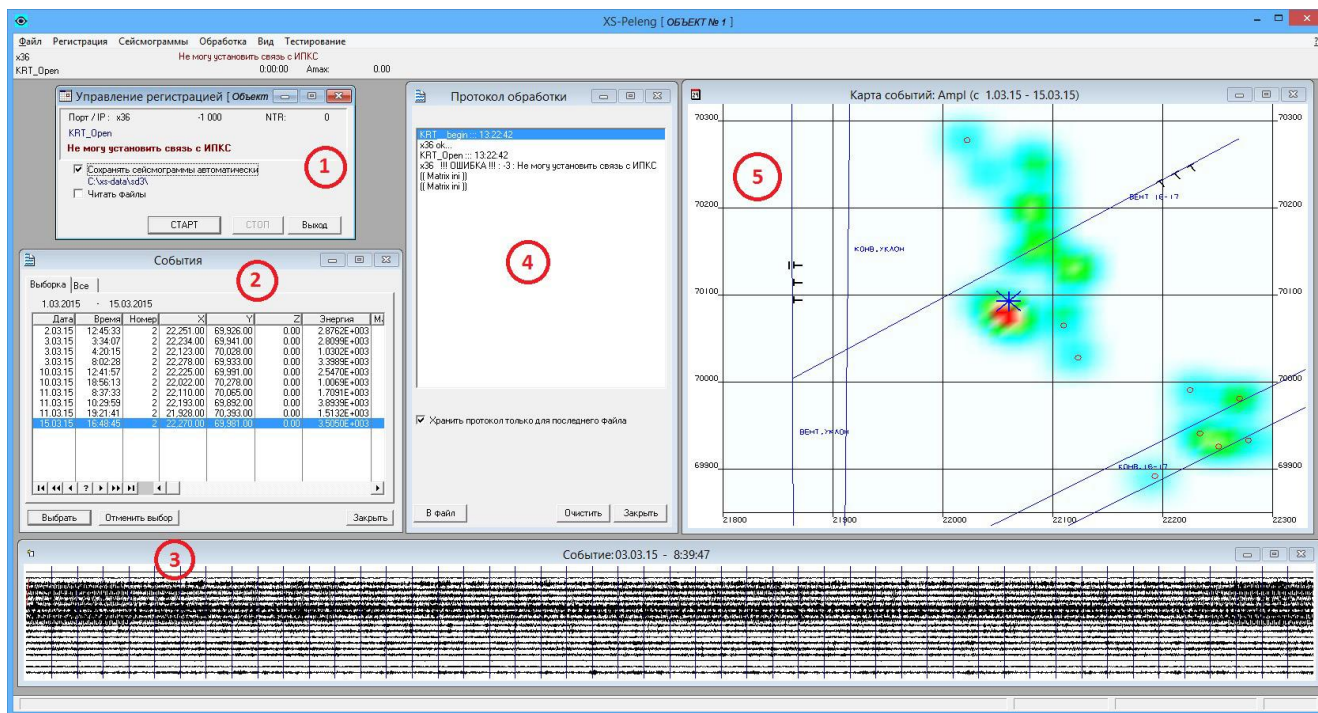 XS-Peleng [ ОБЪЕКТ № 1 ]
Файл Регистрация Сейсмограммы Обработка Вид Тестирование ?
x36 Не могу установить связь с ИПКС
KRT_Open 0:00:00 Amax: 0.00
Управление регистрацией [ Объект
Порт / IP : x36 -1 000 NTR: 0
KRT_Open
Не могу установить связь с ИПКС
1
Сохранять сейсмограммы автоматически
C:\xs-data\sd3\
Читать файлы
СТАРТ СТОП Выход
События
2
Выборка Все
1.03.2015 - 15.03.2015
Дата Время Номер X Y Z Энергия
2.03.15 12:45:33 2 22,251.00 69,926.00 0.00 2.8762E+003
3.03.15 3:34:07 2 22,234.00 69,941.00 0.00 2.8099E+003
3.03.15 4:20:15 2 22,123.00 70,028.00 0.00 1.0302E+003
3.03.15 8:02:28 2 22,278.00 69,933.00 0.00 3.3989E+003
10.03.15 12:41:57 2 22,225.00 69,991.00 0.00 2.5470E+003
10.03.15 18:56:13 2 22,022.00 70,278.00 0.00 1.0069E+003
11.03.15 8:37:33 2 22,110.00 70,065.00 0.00 1.7091E+003
11.03.15 10:29:59 2 22,193.00 69,892.00 0.00 3.8939E+003
11.03.15 19:21:41 2 21,928.00 70,393.00 0.00 1.5132E+003
15.03.15 16:48:45 2 22,270.00 69,981.00 0.00 3.5050E+003
?
Выбрать Отменить выбор Закрыть
Протокол обработки
KRT__begin ::: 13:22:42
x36 ok...
KRT_Open ::: 13:22:42
x36 !!! ОШИБКА !!! : -3 : Не могу установить связь с ИПКС
[[ Matrix ini ]]
[[ Matrix ini ]]
4
Хранить протокол только для последнего файла
В файл Очистить Закрыть
Карта событий: Ampl (с 1.03.15 - 15.03.15)
5
70300 70300
ВЕНТ.16-17
70200 70200
КОНВ.УКЛОН
70100 70100
70000 70000
ВЕНТ.УКЛОН
69900 69900
КОНВ.16-17
21800 21900 22000 22100 22200 22300
Событие:03.03.15 - 8:39:47
3